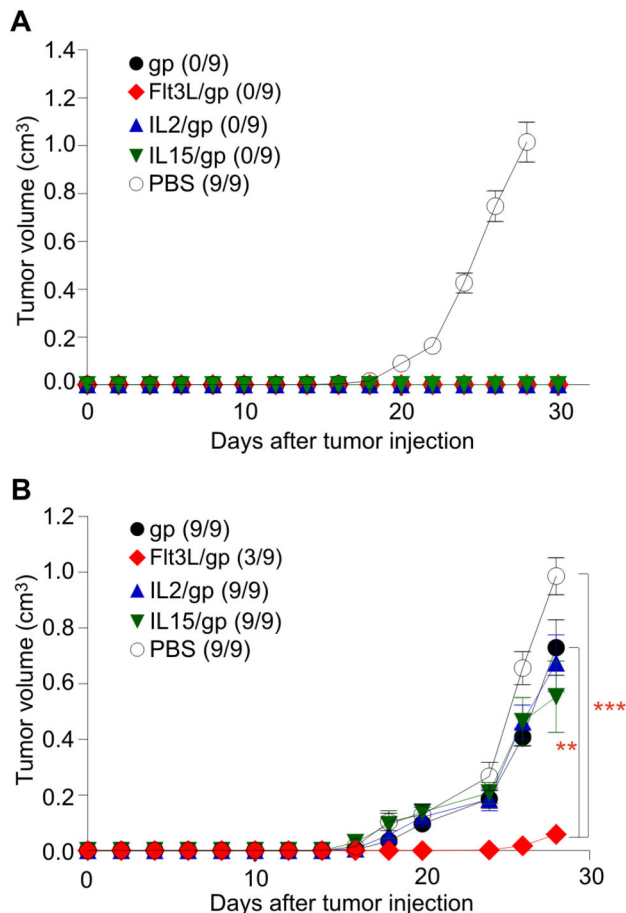 A
1.4
1.2
1.0
0.8
0.6
0.4
0.2
0.0
Tumor volume (cm³)
gp (0/9)
Flt3L/gp (0/9)
IL2/gp (0/9)
IL15/gp (0/9)
PBS (9/9)
0 10 20 30
Days after tumor injection
B
1.2
1.0
0.8
0.6
0.4
0.2
0.0
Tumor volume (cm³)
gp (9/9)
Flt3L/gp (3/9)
IL2/gp (9/9)
IL15/gp (9/9)
PBS (9/9)
***
**
0 10 20 30
Days after tumor injection